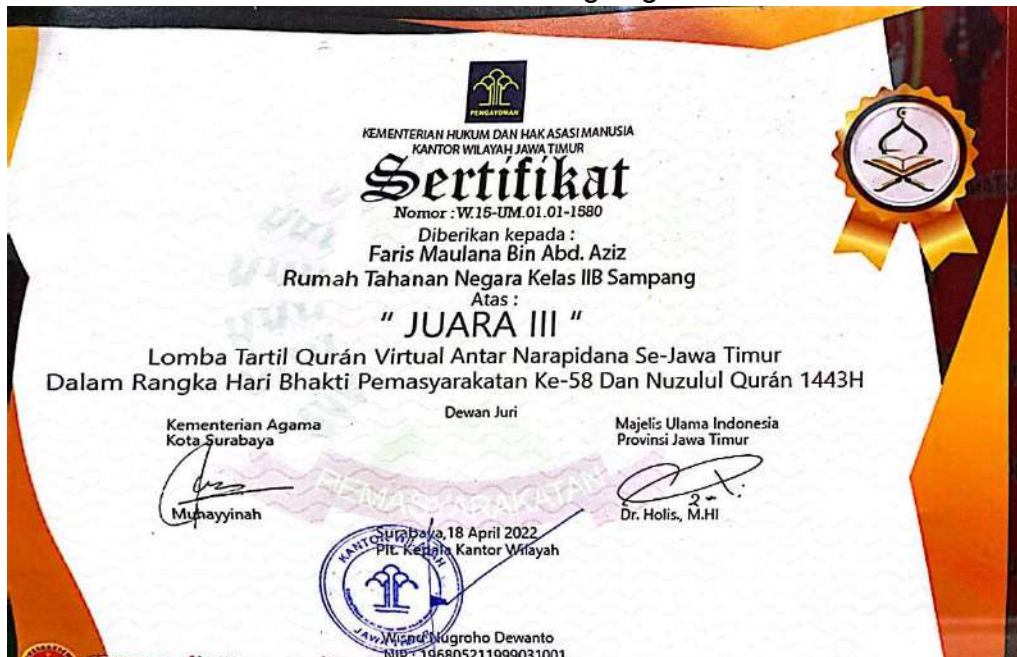 PENGAYOMAN
KEMENTERIAN HUKUM DAN HAK ASASI MANUSIA
KANTOR WILAYAH JAWA TIMUR
Sertifikat
Nomor : W.15-UM.01.01-1580
Diberikan kepada :
Faris Maulana Bin Abd. Aziz
Rumah Tahanan Negara Kelas IIB Sampang
Atas :
" JUARA III "
Lomba Tartil Qurán Virtual Antar Narapidana Se-Jawa Timur
Dalam Rangka Hari Bhakti Pemasyarakatan Ke-58 Dan Nuzulul Qurán 1443H
Dewan Juri
Kementerian Agama
Kota Surabaya
Muhayyinah
Majelis Ulama Indonesia
Provinsi Jawa Timur
Dr. Holis., M.HI
PEMASYARAKATAN
Surabaya,18 April 2022
Plt. Kepala Kantor Wilayah
KANTOR WILAYAH
JAWA TIMUR
Wisnu Nugroho Dewanto
NIP : 196805211999031001